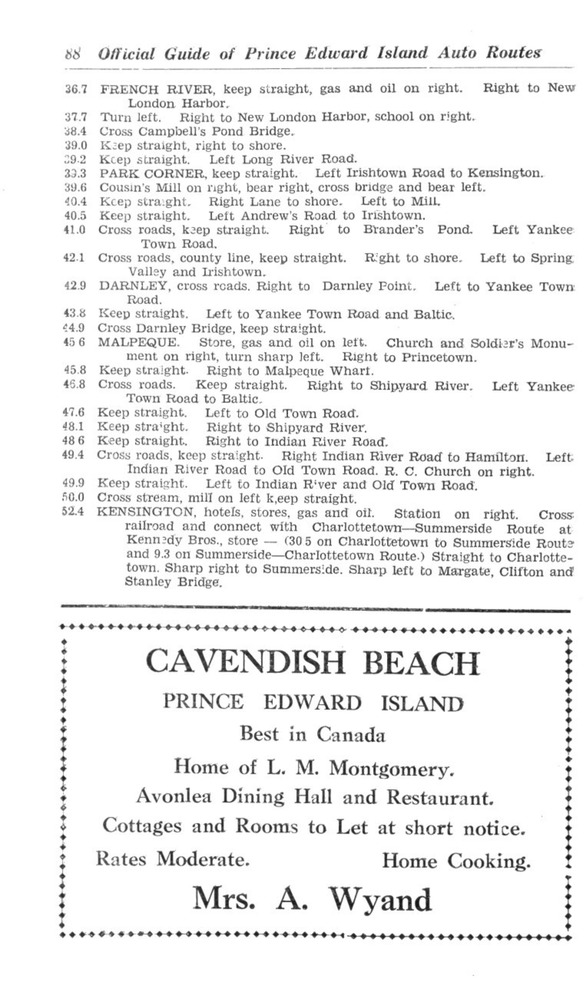 88 Official Guide of Prince Edward Island Auto Routes
36.7 FRENCH RIVER, keep straight, gas and oil on right. Right to New
London Harbor.
37.7 Turn left. Right to New London Harbor, school on right.
38.4 Cross Campbell's Pond Bridge.
39.0 Keep straight, right to shore.
39.2 Keep straight. Left Long River Road.
39.3 PARK CORNER, keep straight. Left Irishtown Road to Kensington.
39.6 Cousin's Mill on right, bear right, cross bridge and bear left.
40.4 Keep straight. Right Lane to shore. Left to Mill.
40.5 Keep straight. Left Andrew's Road to Irishtown.
41.0 Cross roads, keep straight. Right to Brander's Pond. Left Yankee
Town Road.
42.1 Cross roads, county line, keep straight. Right to shore. Left to Spring
Valley and Irishtown.
42.9 DARNLEY, cross roads. Right to Darnley Point. Left to Yankee Town
Road.
43.8 Keep straight. Left to Yankee Town Road and Baltic.
44.9 Cross Darnley Bridge, keep straight.
45 6 MALPEQUE. Store, gas and oil on left. Church and Soldier's Monu-
ment on right, turn sharp left. Right to Princetown.
45.8 Keep straight. Right to Malpeque Wharf.
46.8 Cross roads. Keep straight. Right to Shipyard River. Left Yankee
Town Road to Baltic.
47.6 Keep straight. Left to Old Town Road.
48.1 Keep straight. Right to Shipyard River.
48 6 Keep straight. Right to Indian River Road.
49.4 Cross roads, keep straight. Right Indian River Road to Hamilton. Left
Indian River Road to Old Town Road. R. C. Church on right.
49.9 Keep straight. Left to Indian River and Old Town Road.
50.0 Cross stream, mill on left k,eep straight.
52.4 KENSINGTON, hotels, stores, gas and oil. Station on right. Cross
railroad and connect with Charlottetown—Summerside Route at
Kennedy Bros., store — (30 5 on Charlottetown to Summerside Route
and 9.3 on Summerside—Charlottetown Route.) Straight to Charlotte-
town. Sharp right to Summerside. Sharp left to Margate, Clifton and
Stanley Bridge.
CAVENDISH BEACH
PRINCE EDWARD ISLAND
Best in Canada
Home of L. M. Montgomery.
Avonlea Dining Hall and Restaurant.
Cottages and Rooms to Let at short notice.
Rates Moderate. Home Cooking.
Mrs. A. Wyand